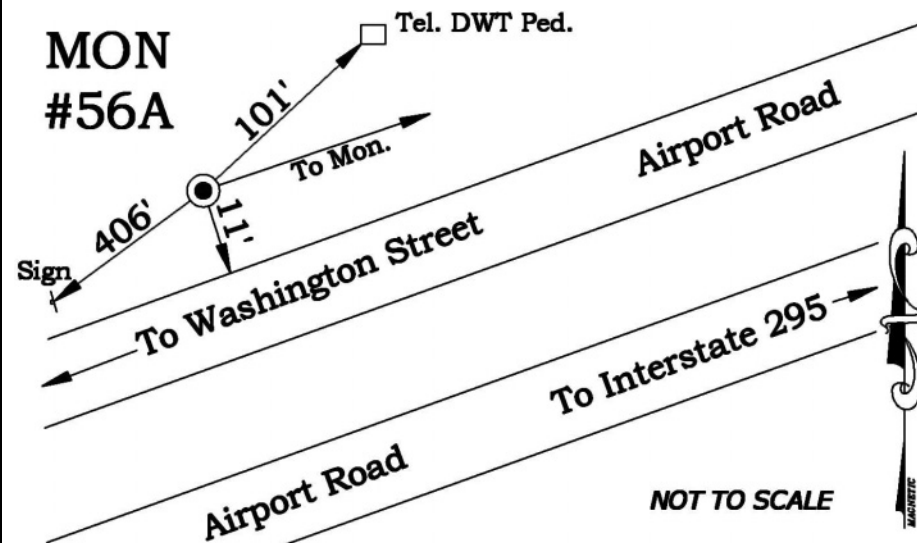 MON
#56A
Tel. DWT Ped.
101'
To Mon.
Airport Road
406'
11'
Sign
To Washington Street
To Interstate 295
Airport Road
NOT TO SCALE
MAGNETIC